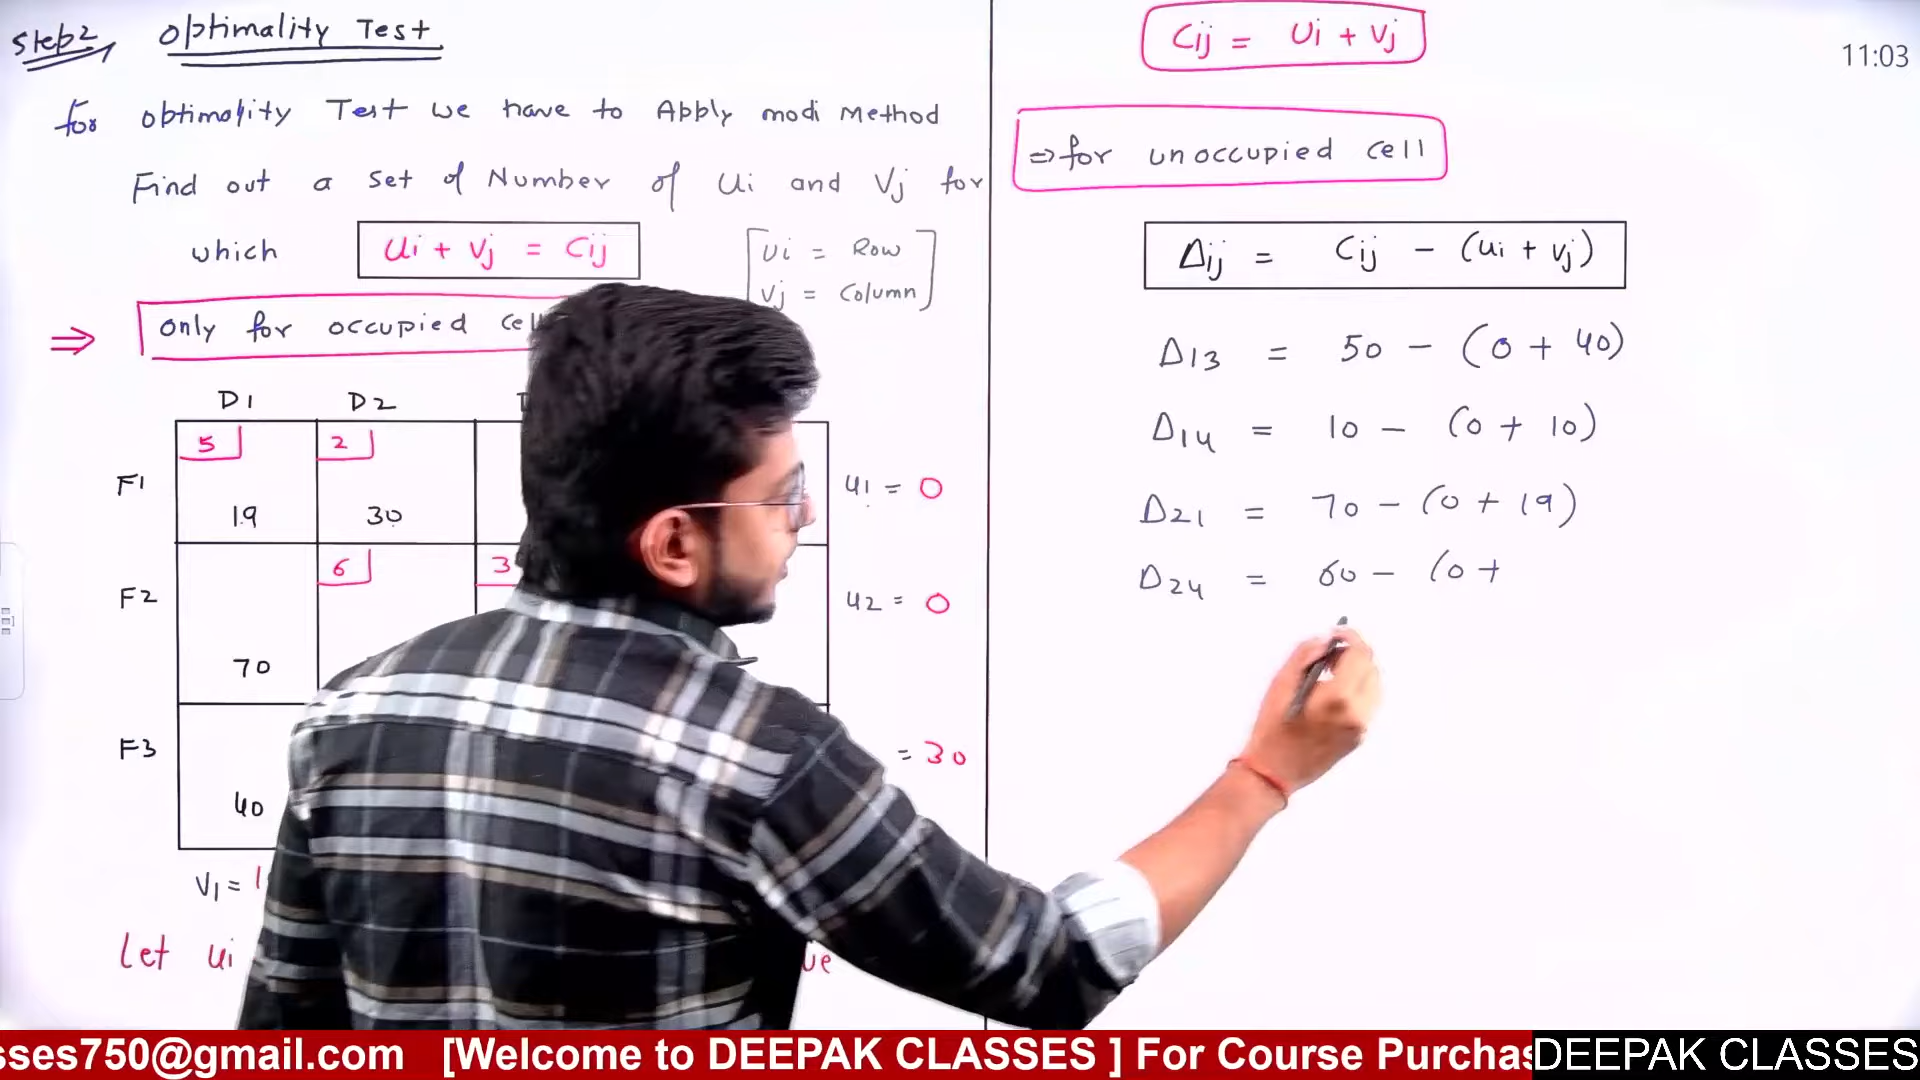 Step2 Optimality Test
For optimality Test we have to Apply modi Method
Find out a set of Number of Ui and Vj for
which Ui + Vj = Cij
[Ui = Row
Vj = Column]
⇒ only for occupied
D1 D2
5 2
F1 19 30 u1 = 0
6 3
F2 70 u2 = 0
F3 40 = 30
V1 =
Let ui
Cij = Ui + Vj
11:03
⇒ for unoccupied cell
Δij = Cij - (Ui + Vj)
Δ13 = 50 - (0 + 40)
Δ14 = 10 - (0 + 10)
Δ21 = 70 - (0 + 19)
Δ24 = 60 - (0 +
sses750@gmail.com [Welcome to DEEPAK CLASSES ] For Course Purchas
DEEPAK CLASSES